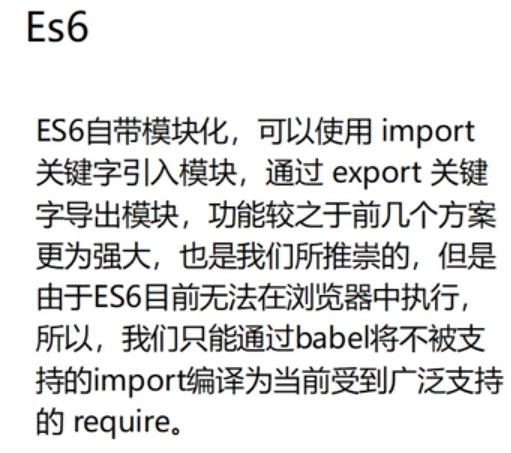 Es6
ES6自带模块化，可以使用 import
关键字引入模块，通过 export 关键
字导出模块，功能较之于前几个方案
更为强大，也是我们所推崇的，但是
由于ES6目前无法在浏览器中执行，
所以，我们只能通过babel将不被支
持的import编译为当前受到广泛支持
的 require。